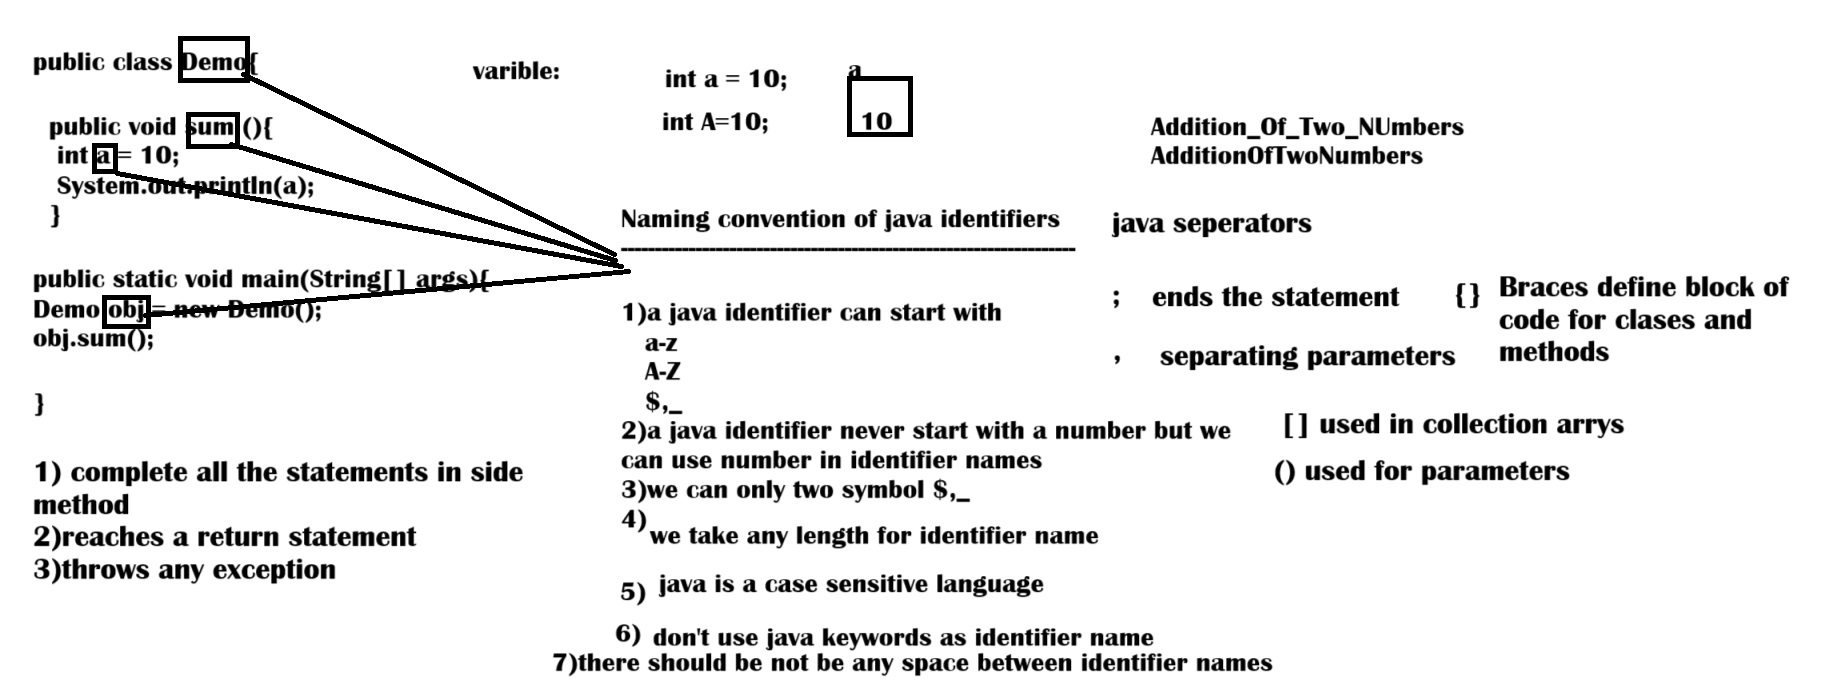 public class Demo{
public void sum (){
int a = 10;
System.out.println(a);
}
public static void main(String[] args){
Demo obj = new Demo();
obj.sum();
}
1) complete all the statements in side
method
2)reaches a return statement
3)throws any exception
varible:
int a = 10;
int A=10;
a
10
Naming convention of java identifiers
--------------------------------------------------------------------
1)a java identifier can start with
a-z
A-Z
$,_
2)a java identifier never start with a number but we
can use number in identifier names
3)we can only two symbol $,_
4)
we take any length for identifier name
5) java is a case sensitive language
6) don't use java keywords as identifier name
7)there should be not be any space between identifier names
Addition_Of_Two_NUmbers
AdditionOfTwoNumbers
java seperators
; ends the statement
, separating parameters
{} Braces define block of
code for clases and
methods
[] used in collection arrys
() used for parameters